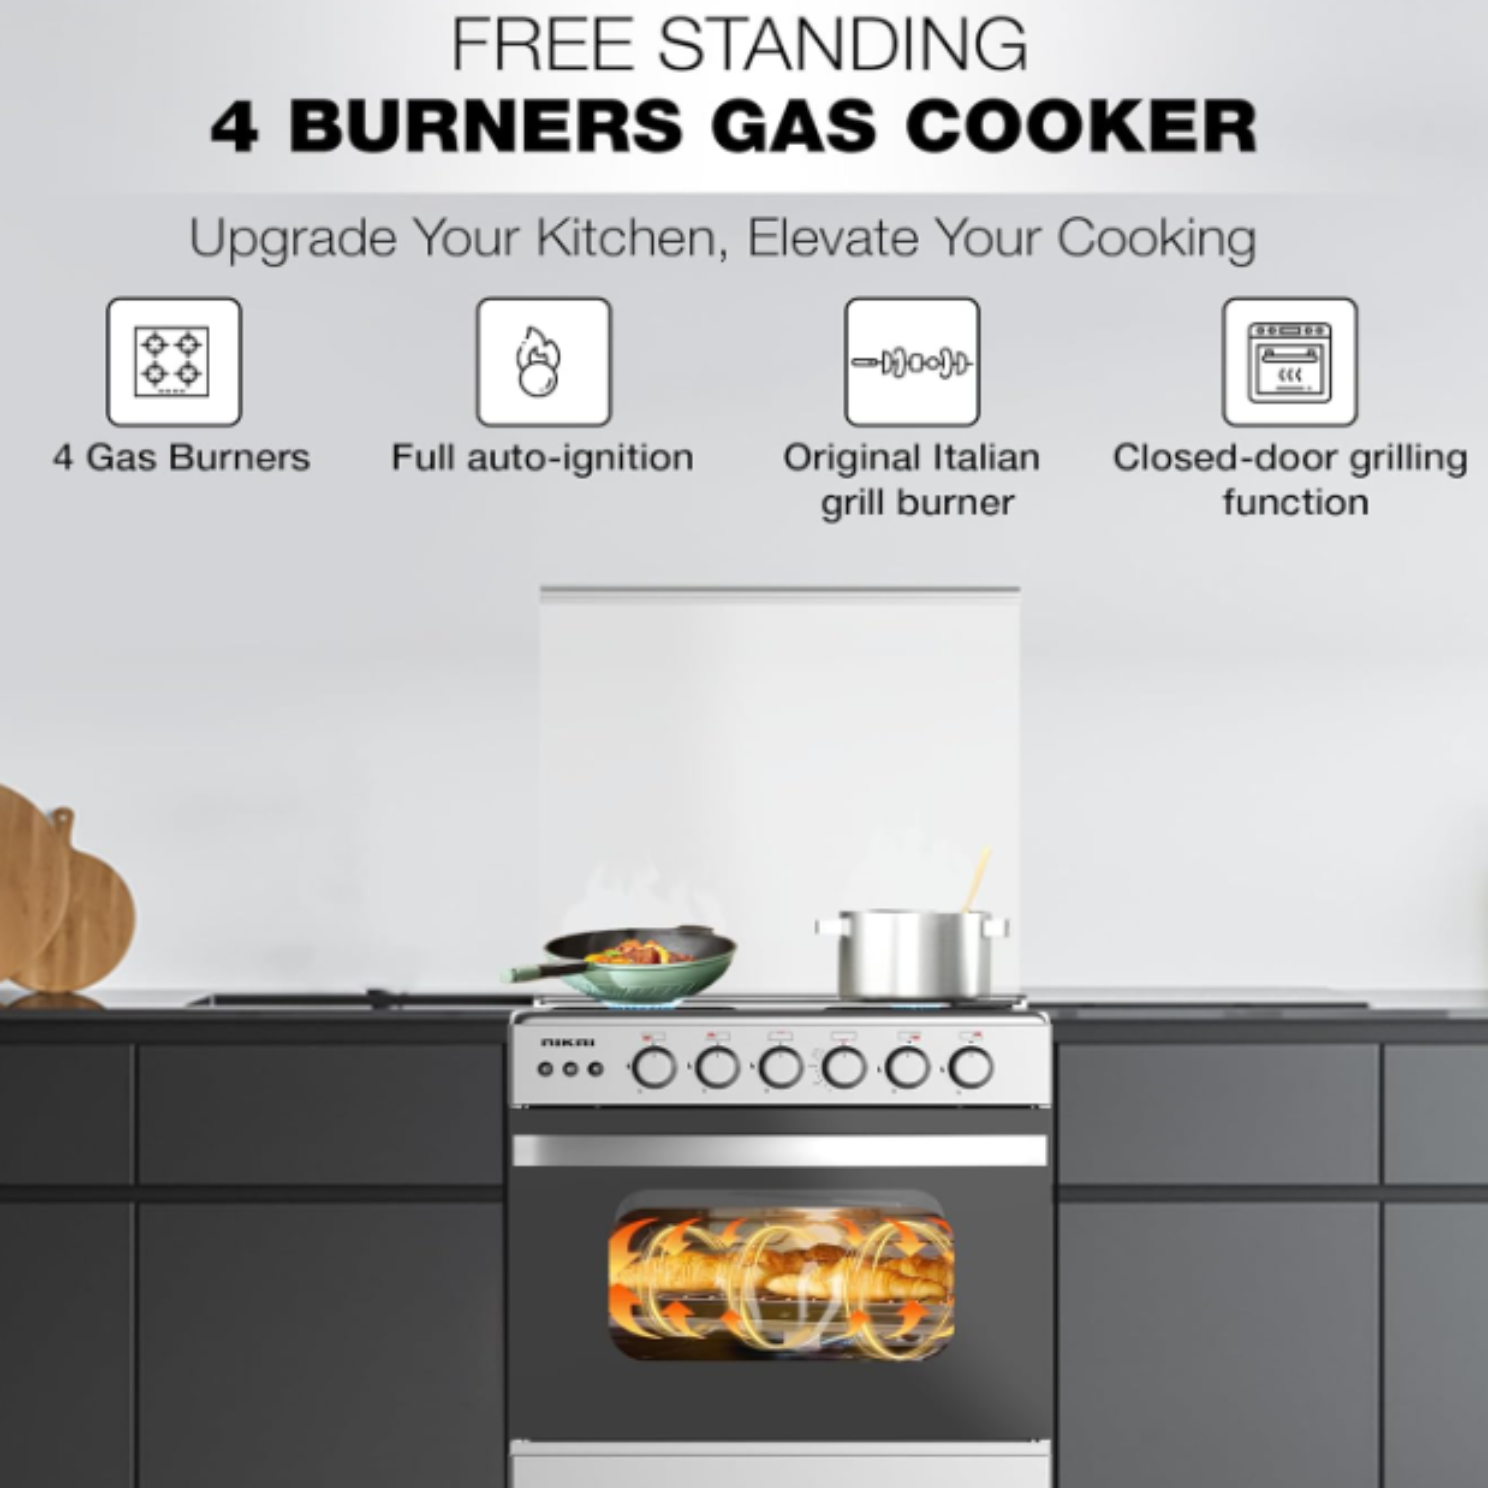 FREE STANDING
4 BURNERS GAS COOKER
Upgrade Your Kitchen, Elevate Your Cooking
4 Gas Burners
Full auto-ignition
Original Italian
grill burner
Closed-door grilling
function
NIKAI